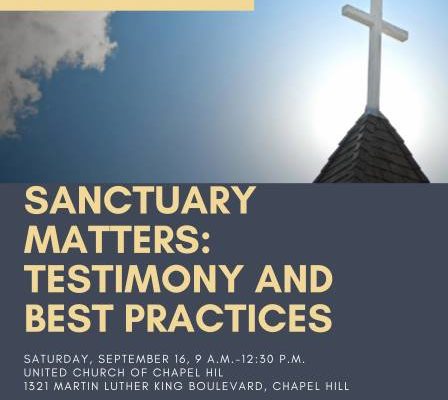 SANCTUARY
MATTERS:
TESTIMONY AND
BEST PRACTICES
SATURDAY, SEPTEMBER 16, 9 A.M.-12:30 P.M.
UNITED CHURCH OF CHAPEL HIL
1321 MARTIN LUTHER KING BOULEVARD, CHAPEL HILL